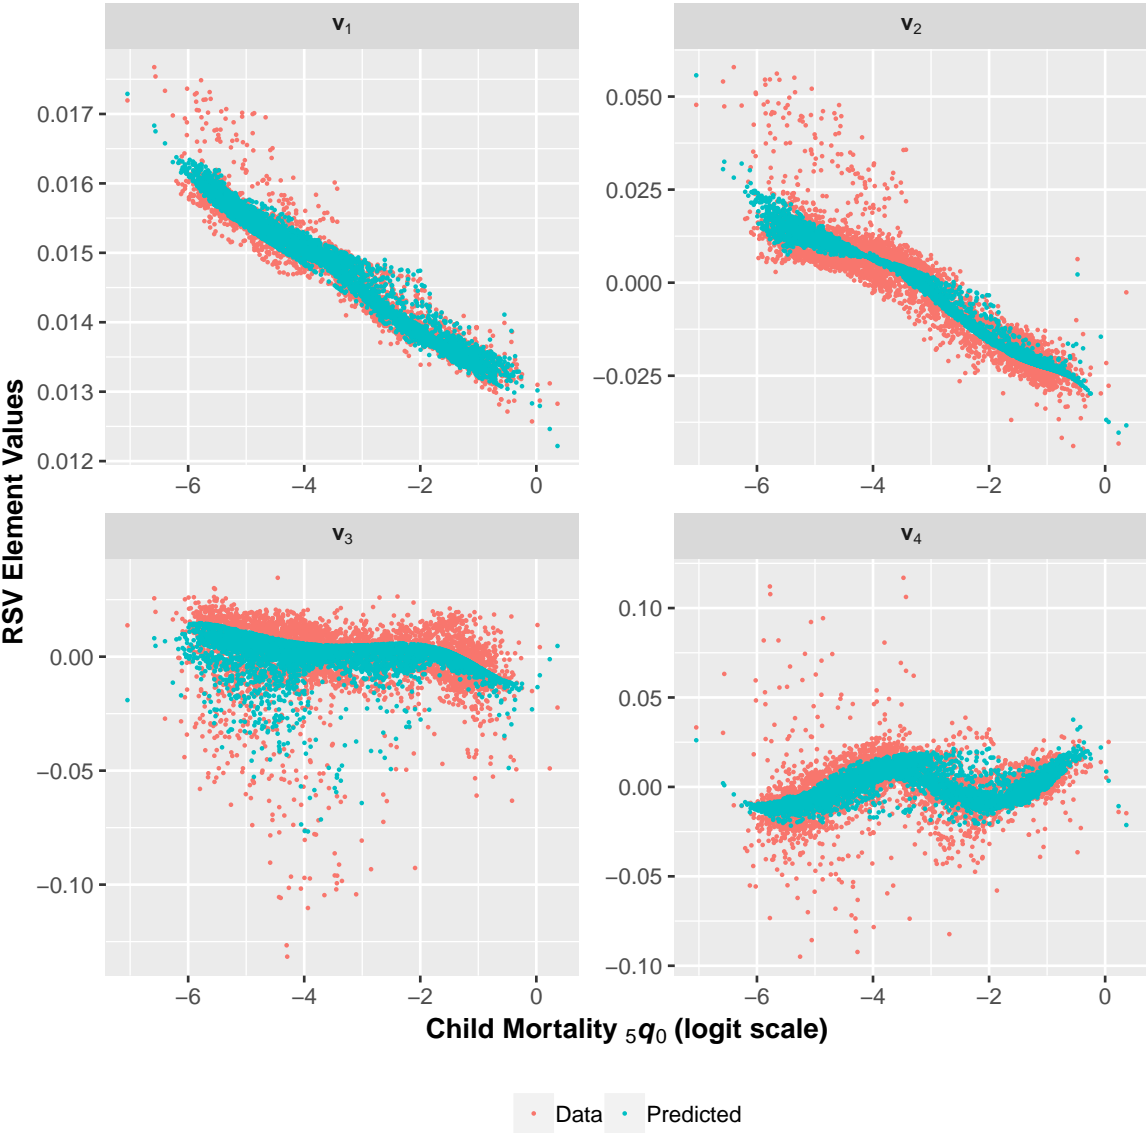 v₁
v₂
0.017
0.016
0.015
0.014
0.013
0.012
0.050
0.025
0.000
−0.025
−6 −4 −2 0
−6 −4 −2 0
v₃
v₄
0.00
−0.05
−0.10
0.10
0.05
0.00
−0.05
−0.10
−6 −4 −2 0
−6 −4 −2 0
RSV Element Values
Child Mortality ₅q₀ (logit scale)
Data Predicted